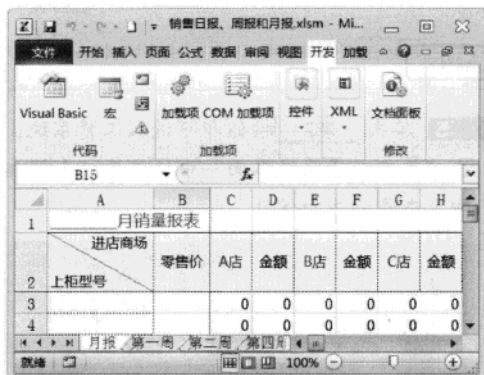 销售日报、周报和月报.xlsm - Mi...
文件 开始 插入 页面 公式 数据 审阅 视图 开发 加载
Visual Basic 宏 加载项 COM 加载项 控件 XML 文档面板
代码 加载项 修改
B15 fx
A B C D E F G H
1 ______月销量报表
进店商场
2 上柜型号 零售价 A店 金额 B店 金额 C店 金额
3 0 0 0 0 0 0
4 0 0 0 0 0 0
月报 第一周 第二周 第四周
就绪 100%